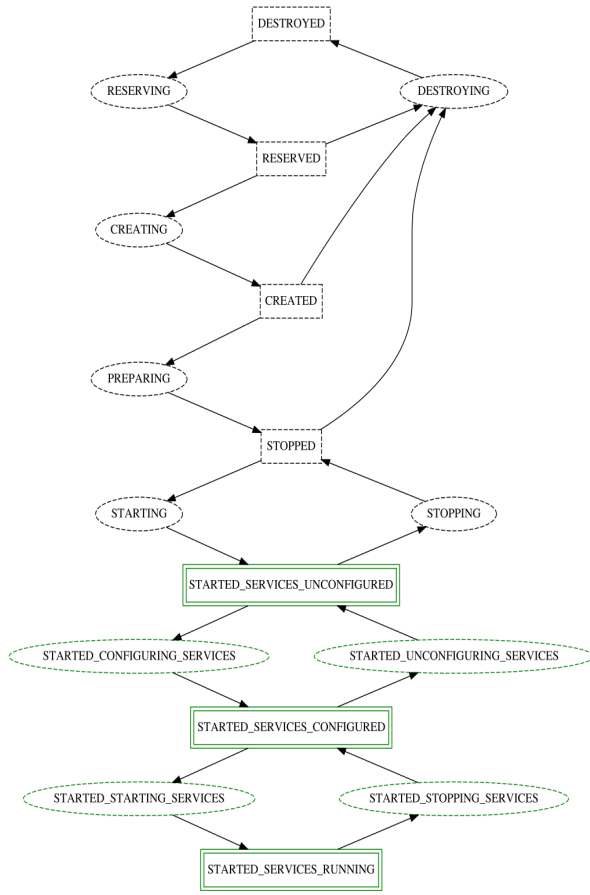 DESTROYED
RESERVING
DESTROYING
RESERVED
CREATING
CREATED
PREPARING
STOPPED
STARTING
STOPPING
STARTED_SERVICES_UNCONFIGURED
STARTED_CONFIGURING_SERVICES
STARTED_UNCONFIGURING_SERVICES
STARTED_SERVICES_CONFIGURED
STARTED_STARTING_SERVICES
STARTED_STOPPING_SERVICES
STARTED_SERVICES_RUNNING